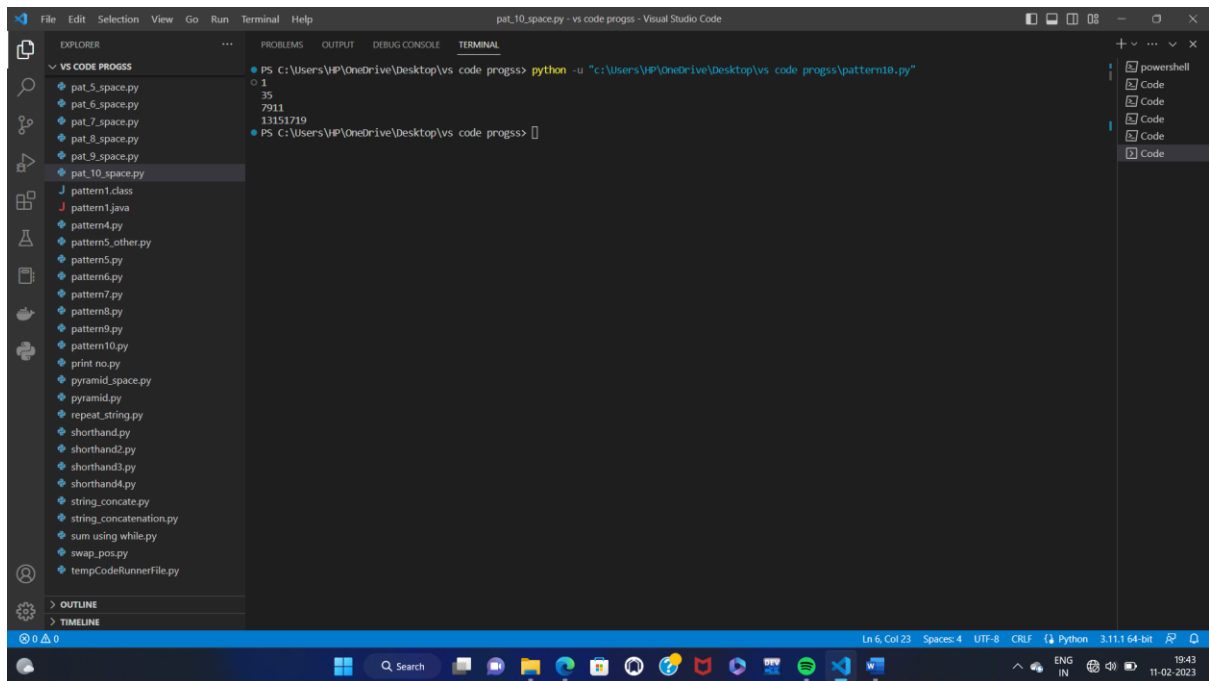 File Edit Selection View Go Run Terminal Help
pat_10_space.py - vs code progss - Visual Studio Code
EXPLORER
VS CODE PROGSS
pat_5_space.py
pat_6_space.py
pat_7_space.py
pat_8_space.py
pat_9_space.py
pat_10_space.py
pattern1.class
pattern1.java
pattern4.py
pattern5_other.py
pattern5.py
pattern6.py
pattern7.py
pattern8.py
pattern9.py
pattern10.py
print no.py
pyramid_space.py
pyramid.py
repeat_string.py
shorthand.py
shorthand2.py
shorthand3.py
shorthand4.py
string_concate.py
string_concatenation.py
sum using while.py
swap_pos.py
tempCodeRunnerFile.py
OUTLINE
TIMELINE
PROBLEMS OUTPUT DEBUG CONSOLE TERMINAL
PS C:\Users\HP\OneDrive\Desktop\vs code progss> python -u "c:\Users\HP\OneDrive\Desktop\vs code progss\pattern10.py"
1
35
7911
13151719
PS C:\Users\HP\OneDrive\Desktop\vs code progss>
powershell
Code
Code
Code
Code
Code
0 0
Ln 6, Col 23 Spaces: 4 UTF-8 CRLF Python 3.11.1 64-bit
Search
DEV
ENG
IN
19:43
11-02-2023